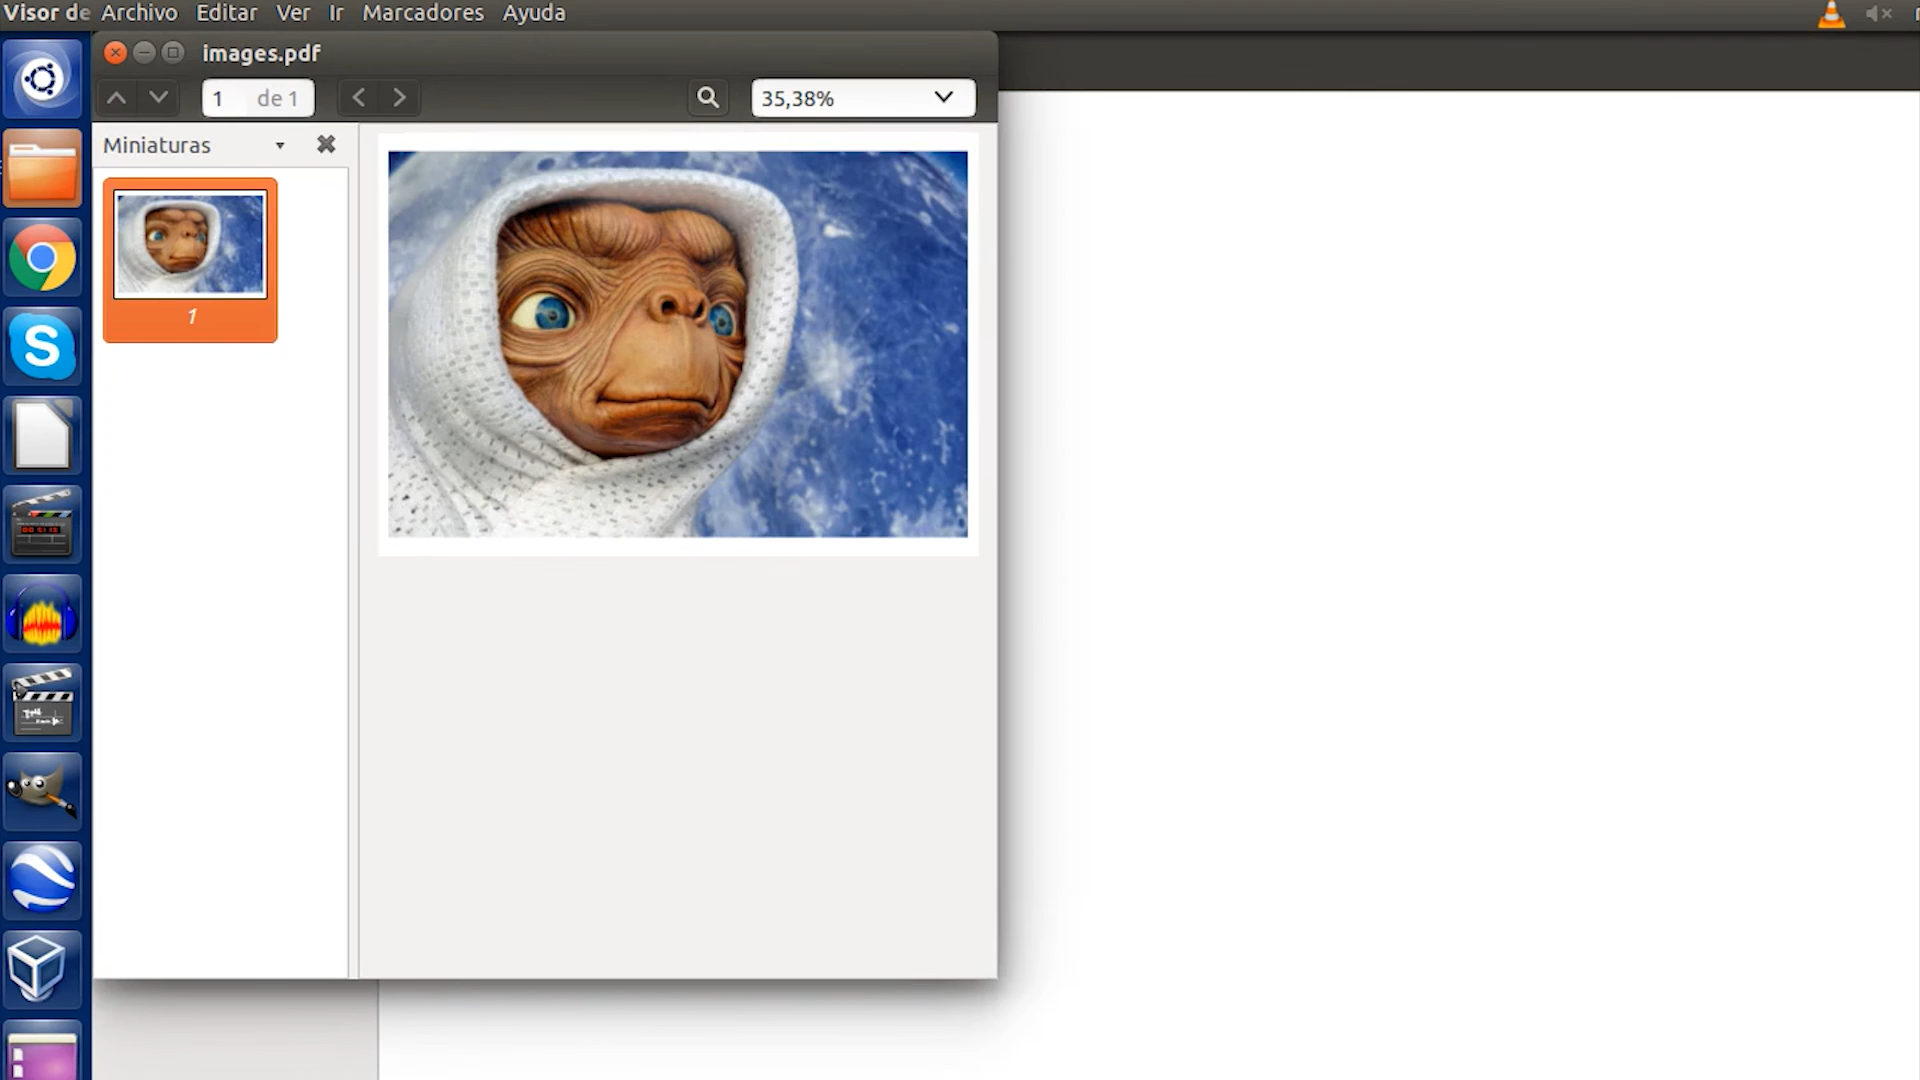 Visor de Archivo Editar Ver Ir Marcadores Ayuda
images.pdf
1 de 1
35,38%
Miniaturas
1